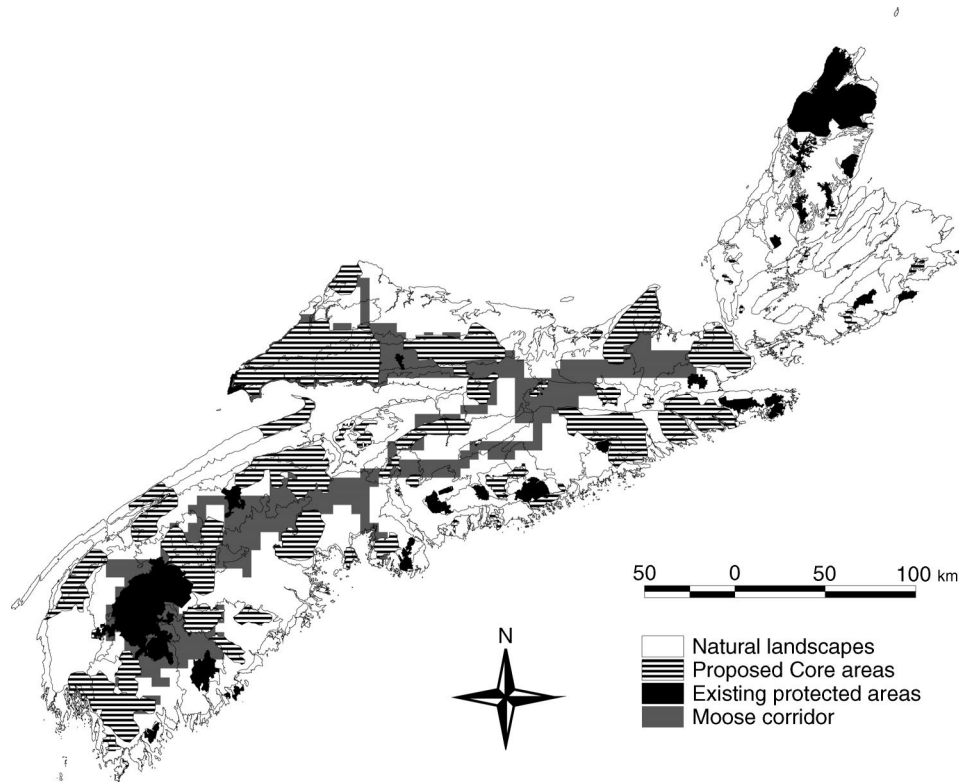 50 0 50 100 km
N
Natural landscapes
Proposed Core areas
Existing protected areas
Moose corridor